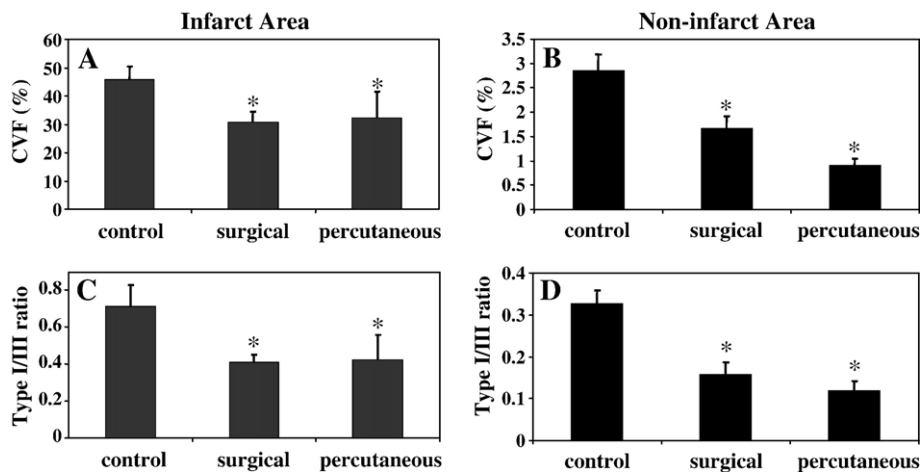 Infarct Area
A
CVF (%)
60
50
40
30
20
10
0
*
*
control surgical percutaneous
Non-infarct Area
B
CVF (%)
3.5
3
2.5
2
1.5
1
0.5
0
*
*
control surgical percutaneous
C
Type I/III ratio
0.8
0.6
0.4
0.2
0
*
*
control surgical percutaneous
D
Type I/III ratio
0.4
0.3
0.2
0.1
0
*
*
control surgical percutaneous